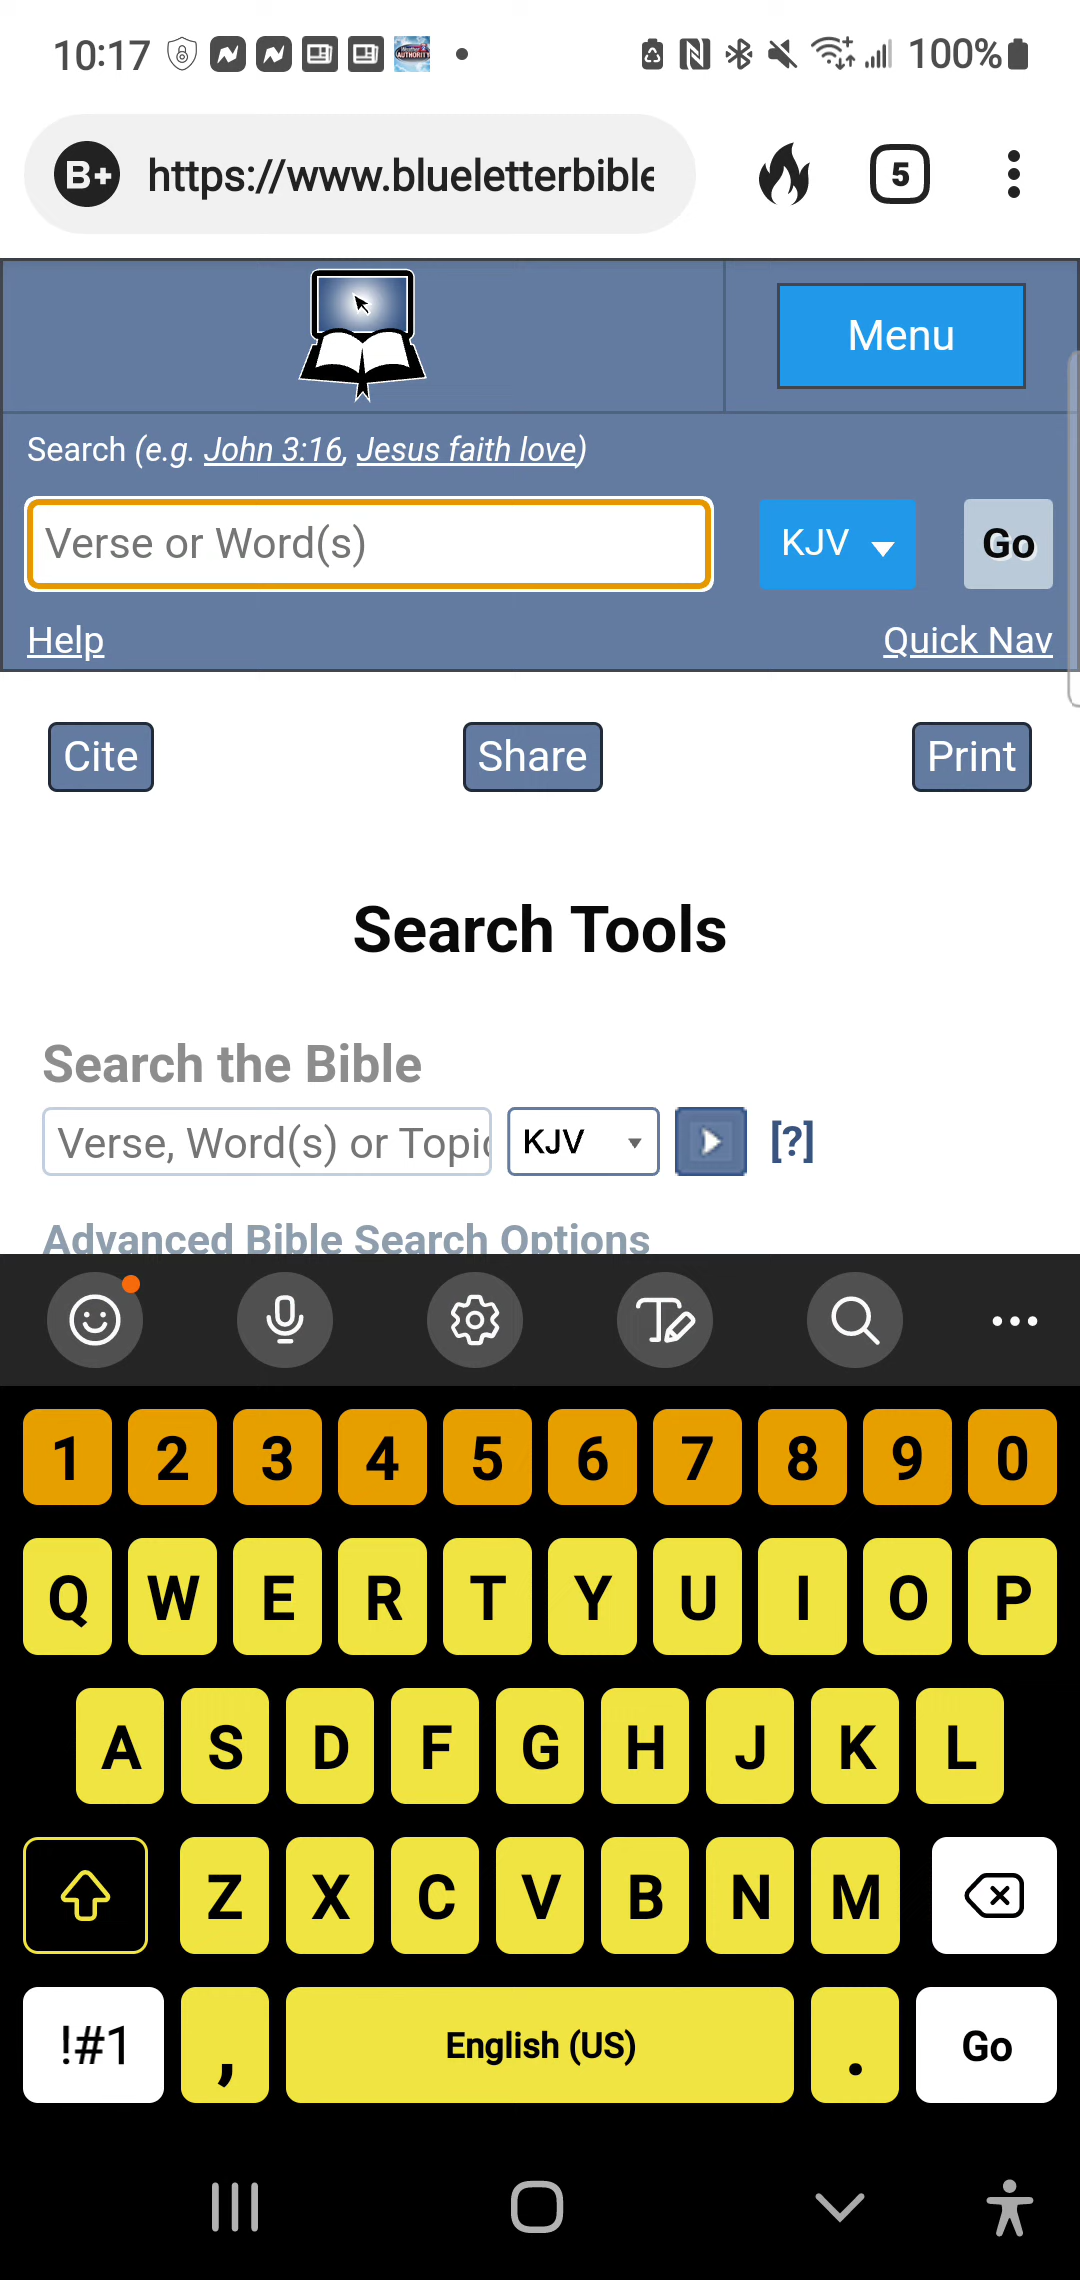 10:17 100%
B+ https://www.blueletterbible 5
Menu
Search (e.g. John 3:16, Jesus faith love)
Verse or Word(s) KJV Go
Help Quick Nav
Cite Share Print
Search Tools
Search the Bible
Verse, Word(s) or Topic KJV [?]
Advanced Bible Search Options
1 2 3 4 5 6 7 8 9 0
Q W E R T Y U I O P
A S D F G H J K L
Z X C V B N M
!#1 , English (US) . Go